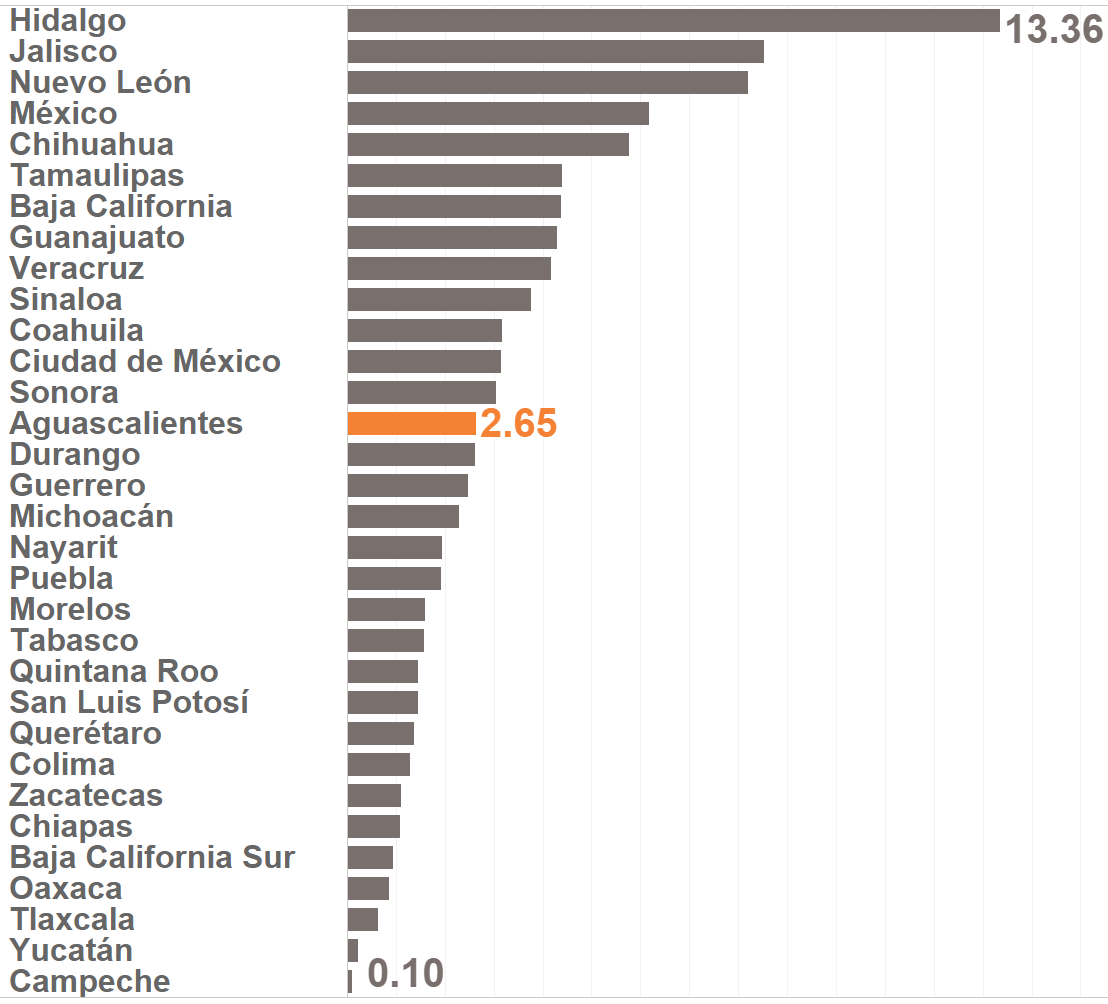 Hidalgo 13.36
Jalisco
Nuevo León
México
Chihuahua
Tamaulipas
Baja California
Guanajuato
Veracruz
Sinaloa
Coahuila
Ciudad de México
Sonora
Aguascalientes 2.65
Durango
Guerrero
Michoacán
Nayarit
Puebla
Morelos
Tabasco
Quintana Roo
San Luis Potosí
Querétaro
Colima
Zacatecas
Chiapas
Baja California Sur
Oaxaca
Tlaxcala
Yucatán
Campeche 0.10